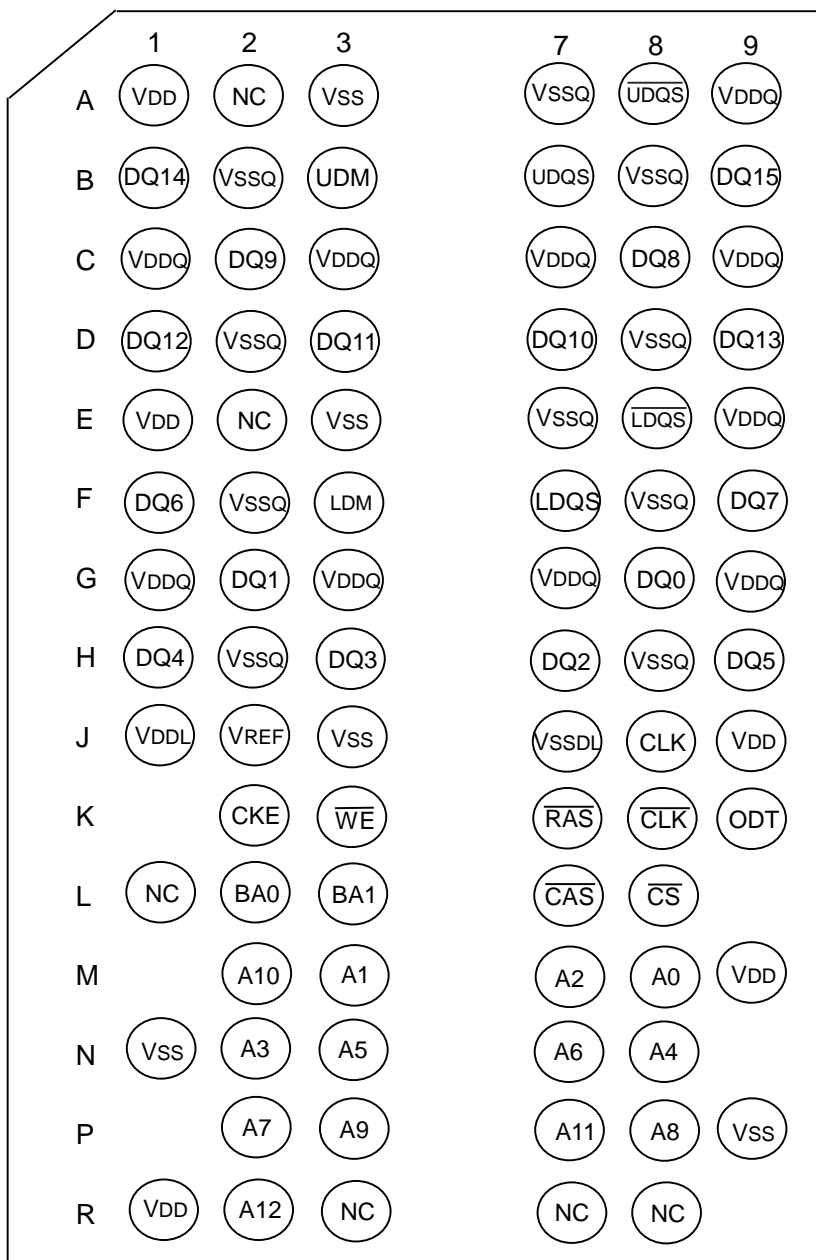 1 2 3 7 8 9
A VDD NC VSS VSSQ UDQS VDDQ
B DQ14 VSSQ UDM UDQS VSSQ DQ15
C VDDQ DQ9 VDDQ VDDQ DQ8 VDDQ
D DQ12 VSSQ DQ11 DQ10 VSSQ DQ13
E VDD NC VSS VSSQ LDQS VDDQ
F DQ6 VSSQ LDM LDQS VSSQ DQ7
G VDDQ DQ1 VDDQ VDDQ DQ0 VDDQ
H DQ4 VSSQ DQ3 DQ2 VSSQ DQ5
J VDDL VREF VSS VSSDL CLK VDD
K CKE WE RAS CLK ODT
L NC BA0 BA1 CAS CS
M A10 A1 A2 A0 VDD
N VSS A3 A5 A6 A4
P A7 A9 A11 A8 VSS
R VDD A12 NC NC NC